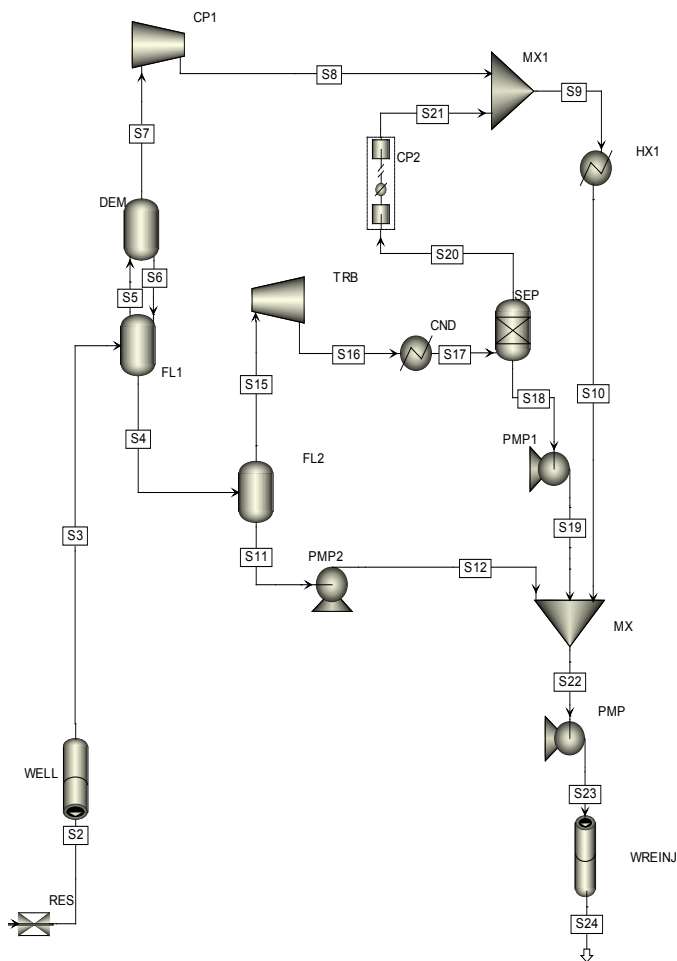 CP1
MX1
S8
S9
S21
S7
CP2
HX1
DEM
S20
S6
TRB
S5
SEP
CND
S16
S17
FL1
S15
S10
S18
S4
PMP1
FL2
S3
S19
S11
PMP2
S12
MX
S22
PMP
WELL
S23
S2
WREINJ
RES
S24